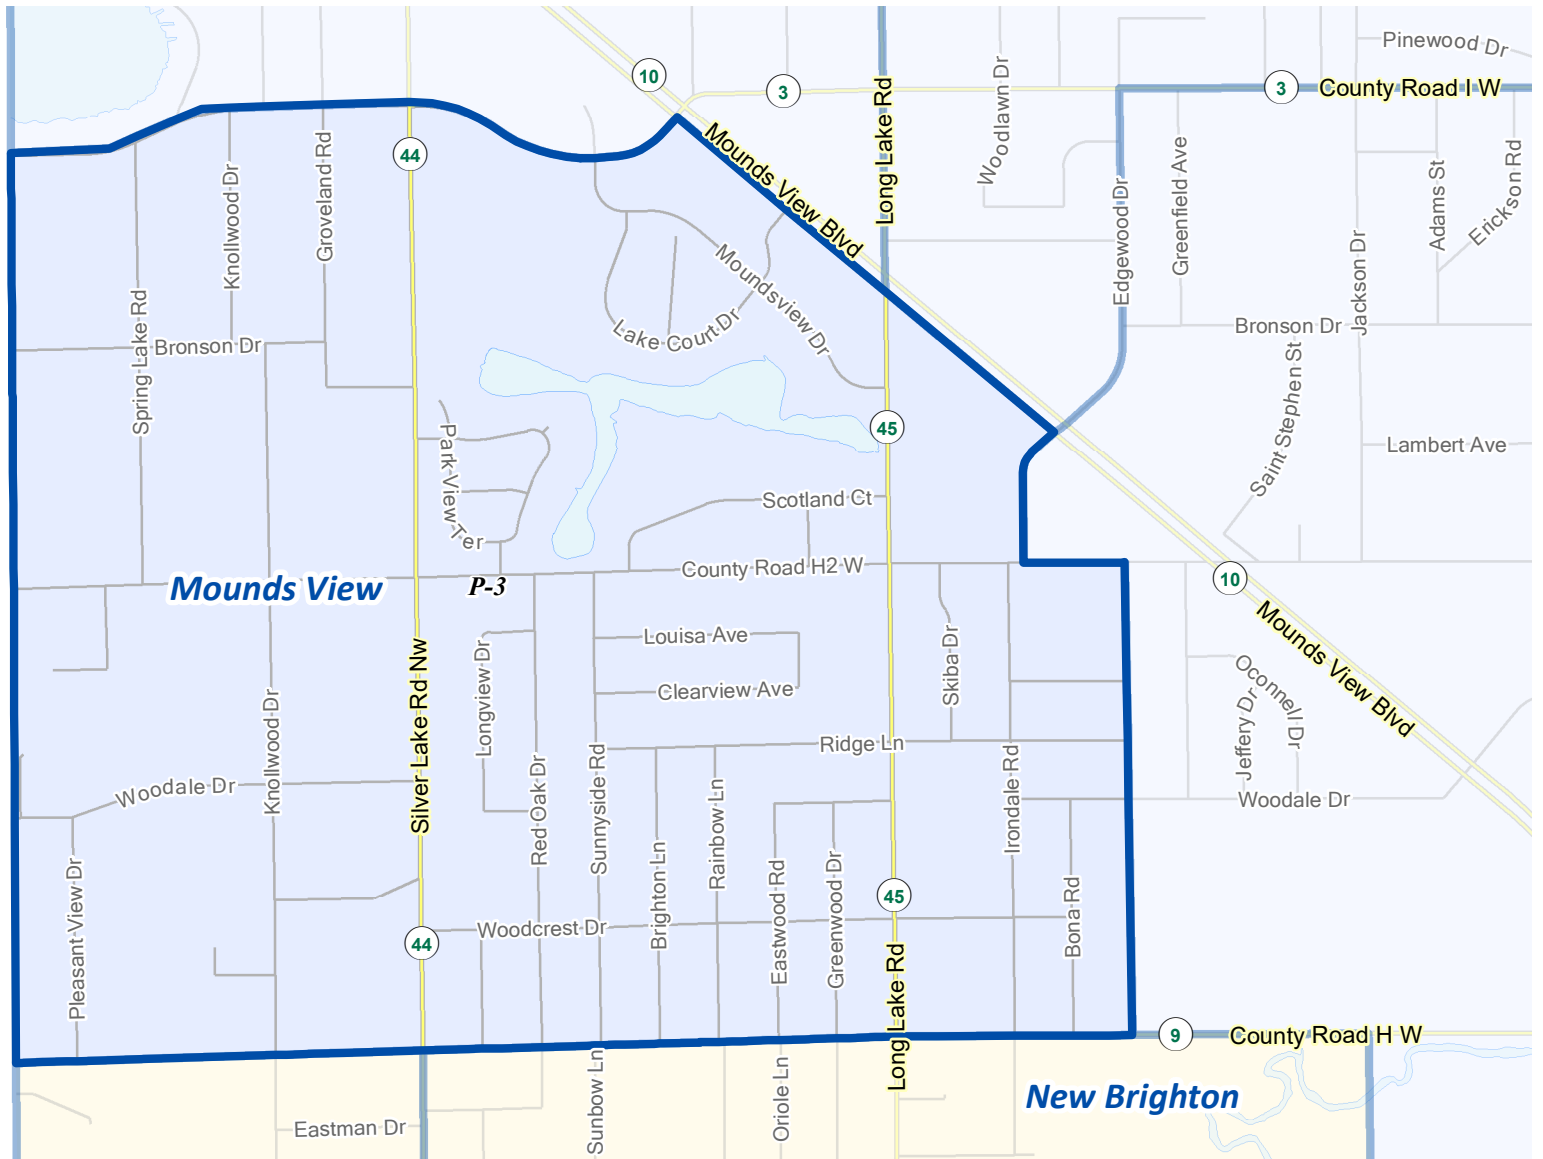 Pinewood Dr
10
3
3
County Road I W
Long Lake Rd
Woodlawn Dr
Mounds View Blvd
44
Groveland Rd
Knollwood Dr
Edgewood Dr
Greenfield Ave
Adams St
Erickson Rd
Jackson Dr
Spring Lake Rd
Bronson Dr
Moundsview Dr
Lake Court Dr
Bronson Dr
Saint Stephen St
45
Park View Ter
Lambert Ave
Scotland Ct
County Road H2 W
Mounds View
P-3
10
Mounds View Blvd
Louisa Ave
Clearview Ave
Skiba Dr
Longview Dr
Silver Lake Rd Nw
Knollwood Dr
Oconnell Dr
Jeffery Dr
Ridge Ln
Woodale Dr
Woodale Dr
Red Oak Dr
Sunnyside Rd
Brighton Ln
Rainbow Ln
Eastwood Rd
Greenwood Dr
Irondale Rd
45
Bona Rd
Pleasant View Dr
44
Woodcrest Dr
Long Lake Rd
9
County Road H W
New Brighton
Eastman Dr
Sunbow Ln
Oriole Ln